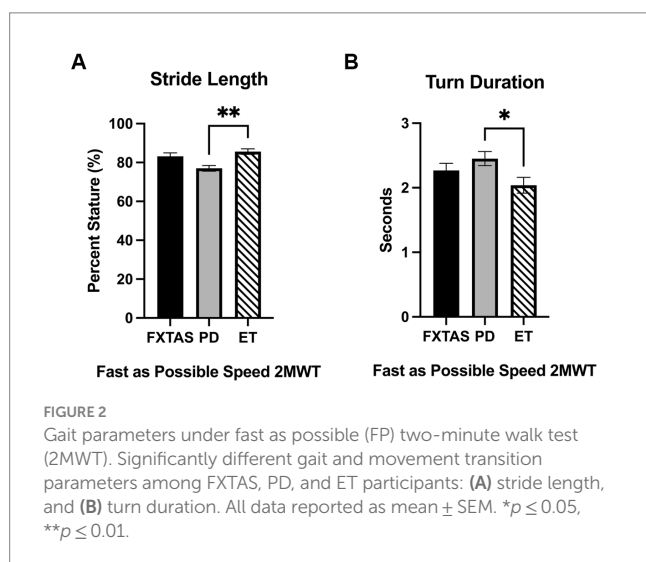 A
Stride Length
**
Percent Stature (%)
100
80
60
40
20
0
FXTAS PD ET
Fast as Possible Speed 2MWT
B
Turn Duration
*
Seconds
3
2
1
0
FXTAS PD ET
Fast as Possible Speed 2MWT
FIGURE 2
Gait parameters under fast as possible (FP) two-minute walk test
(2MWT). Significantly different gait and movement transition
parameters among FXTAS, PD, and ET participants: (A) stride length,
and (B) turn duration. All data reported as mean ± SEM. *p ≤ 0.05,
**p ≤ 0.01.